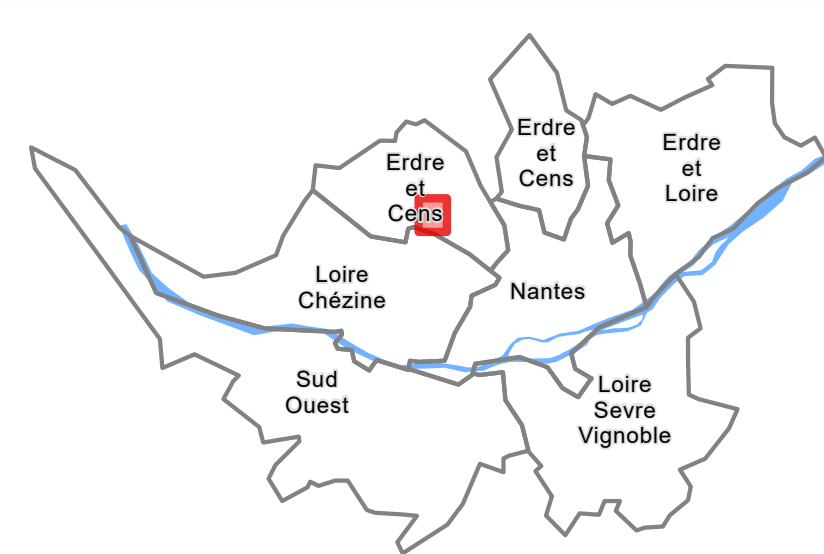 Erdre
et
Cens
Erdre
et
Cens
Erdre
et
Loire
Loire
Chézine
Nantes
Sud
Ouest
Loire
Sevre
Vignoble